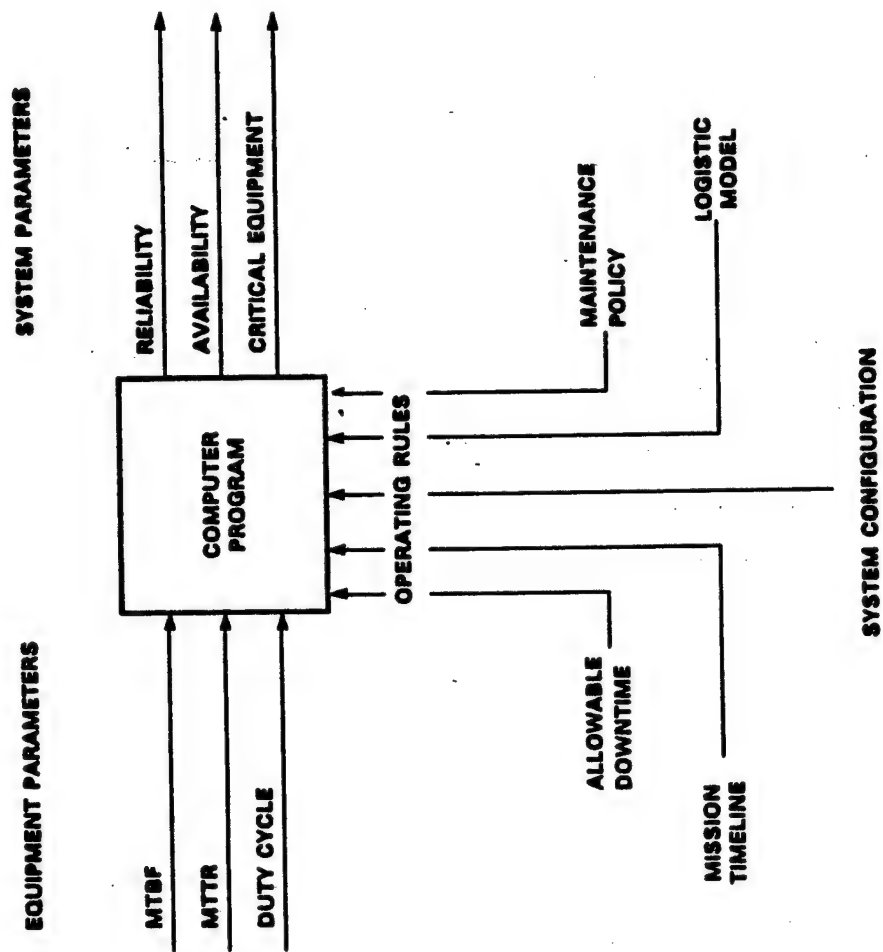 EQUIPMENT PARAMETERS
SYSTEM PARAMETERS
MTBF
MTTR
DUTY CYCLE
COMPUTER
PROGRAM
RELIABILITY
AVAILABILITY
CRITICAL EQUIPMENT
OPERATING RULES
ALLOWABLE
DOWNTIME
MAINTENANCE
POLICY
MISSION
TIMELINE
LOGISTIC
MODEL
SYSTEM CONFIGURATION